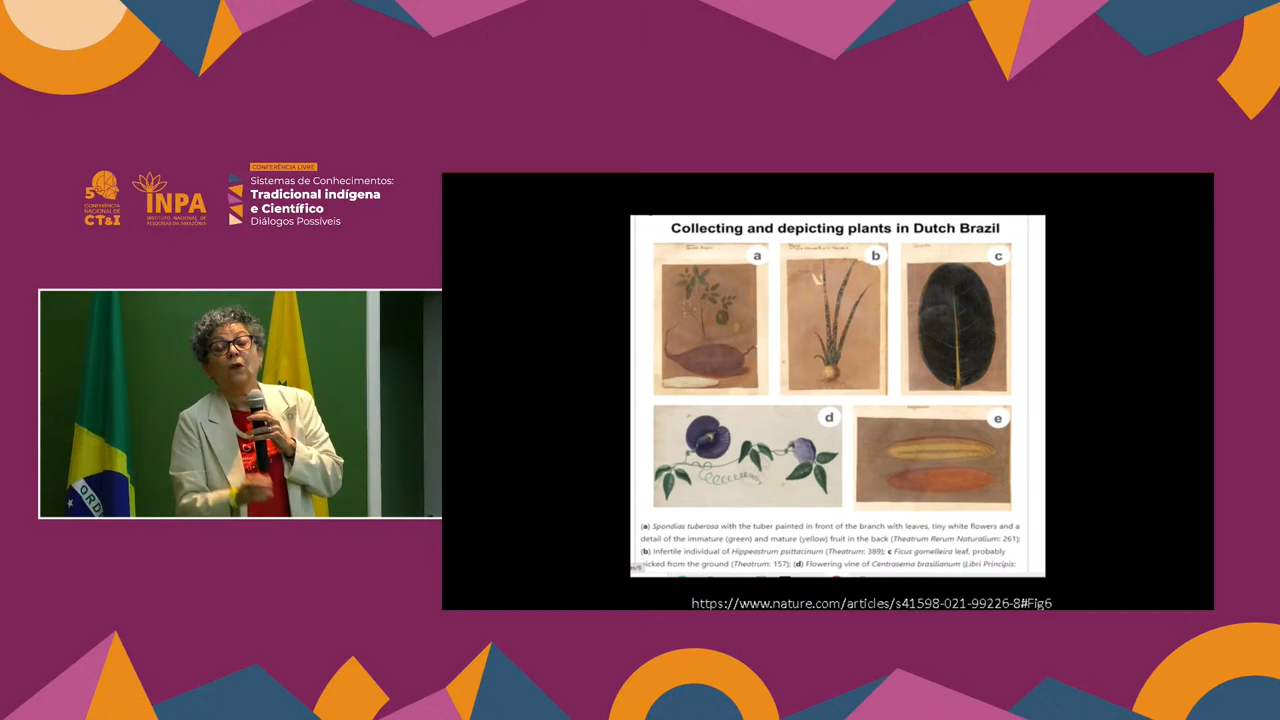 CONFERÊNCIA LIVRE
5
CONFERÊNCIA
NACIONAL DE
CT&I
INPA
INSTITUTO NACIONAL DE
PESQUISAS DA AMAZÔNIA
Sistemas de Conhecimentos:
Tradicional indígena
e Científico
Diálogos Possíveis
ORD
Collecting and depicting plants in Dutch Brazil
a
b
c
d
e
(a) Spondias tuberosa with the tuber painted in front of the branch with leaves, tiny white flowers and a
detail of the immature (green) and mature (yellow) fruit in the back (Theatrum Rerum Naturalium: 261);
(b) Infertile individual of Hippeastrum psittacinum (Theatrum: 389); c Ficus gomelleira leaf, probably
picked from the ground (Theatrum: 157); (d) Flowering vine of Centrosema brasilianum (Libri Principis:
https://www.nature.com/articles/s41598-021-99226-8#Fig6